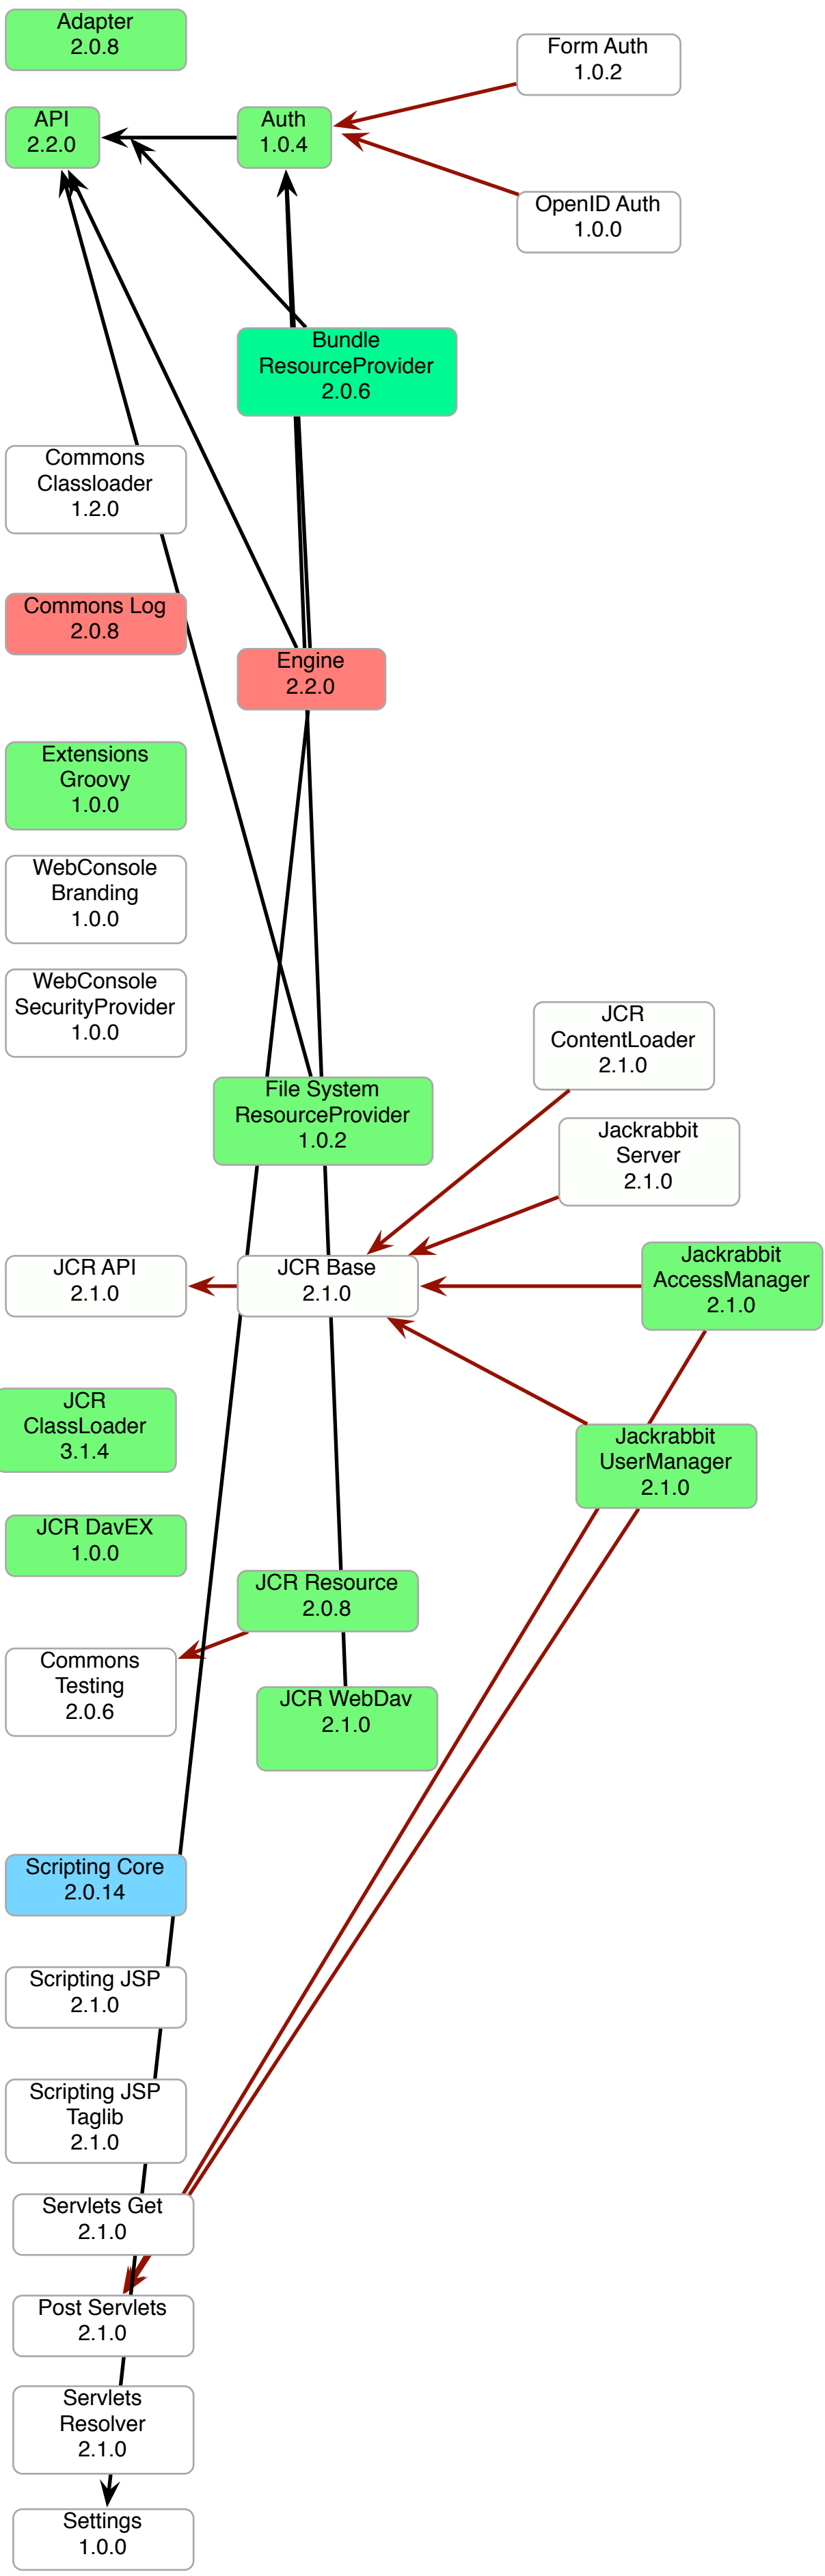 Adapter
2.0.8
Form Auth
1.0.2
API
2.2.0
Auth
1.0.4
OpenID Auth
1.0.0
Bundle
ResourceProvider
2.0.6
Commons
Classloader
1.2.0
Commons Log
2.0.8
Engine
2.2.0
Extensions
Groovy
1.0.0
WebConsole
Branding
1.0.0
WebConsole
SecurityProvider
1.0.0
JCR
ContentLoader
2.1.0
File System
ResourceProvider
1.0.2
Jackrabbit
Server
2.1.0
JCR API
2.1.0
JCR Base
2.1.0
Jackrabbit
AccessManager
2.1.0
JCR
ClassLoader
3.1.4
Jackrabbit
UserManager
2.1.0
JCR DavEX
1.0.0
JCR Resource
2.0.8
Commons
Testing
2.0.6
JCR WebDav
2.1.0
Scripting Core
2.0.14
Scripting JSP
2.1.0
Scripting JSP
Taglib
2.1.0
Servlets Get
2.1.0
Post Servlets
2.1.0
Servlets
Resolver
2.1.0
Settings
1.0.0